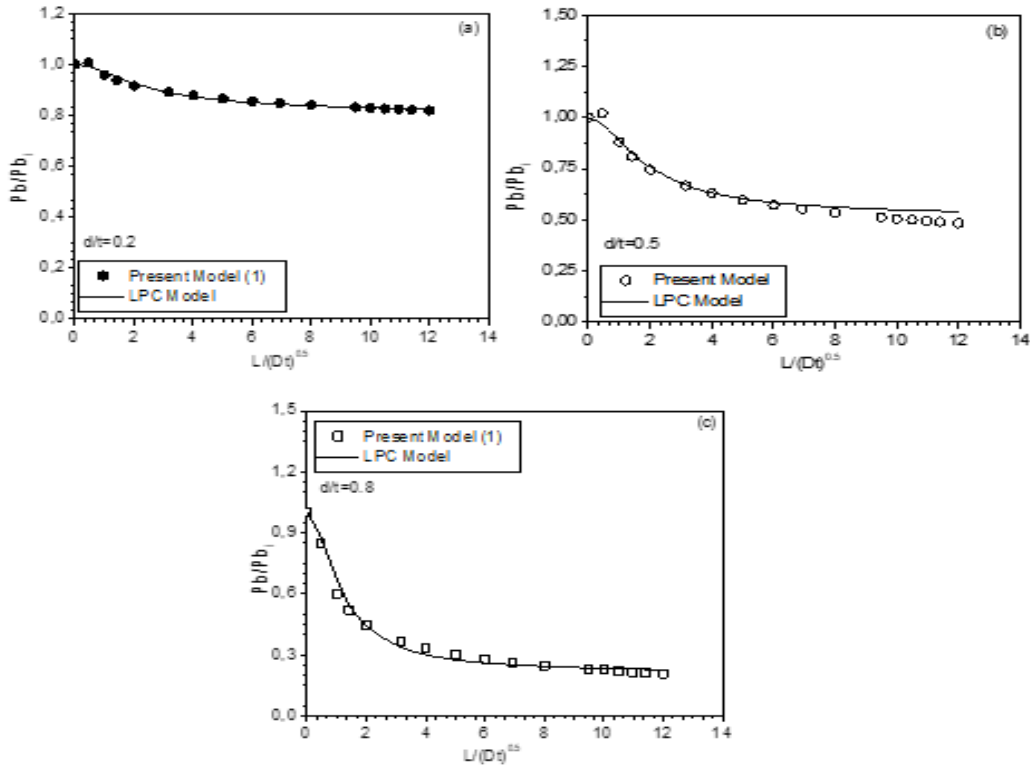 (a)
1,2
1,0
0,8
0,6
0,4
0,2
0,0
Pb/Pb_i
d/t=0.2
Present Model (1)
LPC Model
0 2 4 6 8 10 12 14
L/(Dt)^0.5
(b)
1,50
1,25
1,00
0,75
0,50
0,25
0,00
Pb/Pb_i
d/t=0.5
Present Model
LPC Model
0 2 4 6 8 10 12 14
L/(Dt)^0.5
(c)
1,5
1,2
0,9
0,6
0,3
0,0
Pb/Pb_i
Present Model (1)
LPC Model
d/t=0.8
0 2 4 6 8 10 12 14
L/(Dt)^0.5